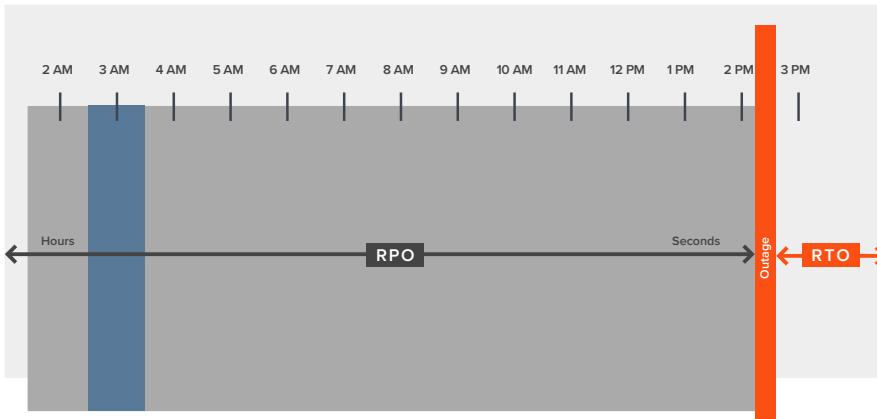 2 AM 3 AM 4 AM 5 AM 6 AM 7 AM 8 AM 9 AM 10 AM 11 AM 12 PM 1 PM 2 PM 3 PM
Hours Seconds
RPO
Outage
RTO